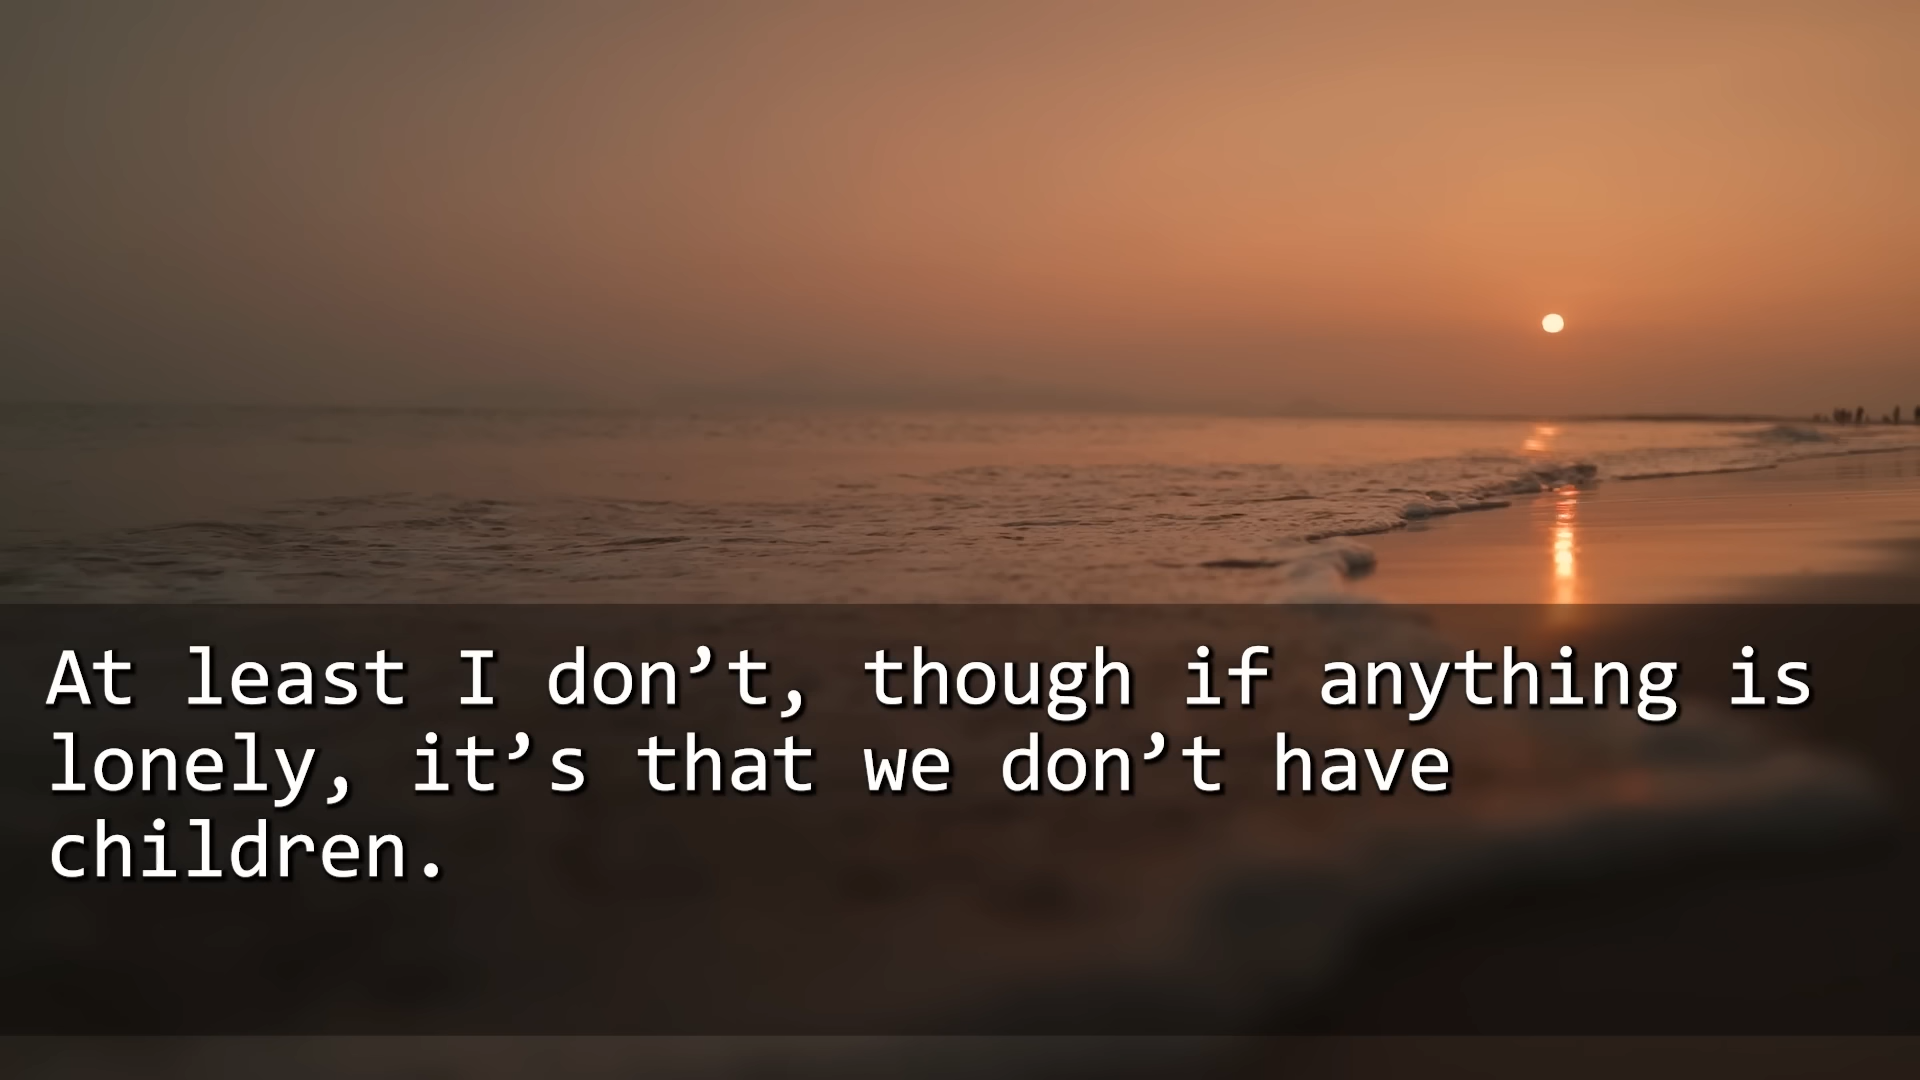 At least I don’t, though if anything is
lonely, it’s that we don’t have
children.